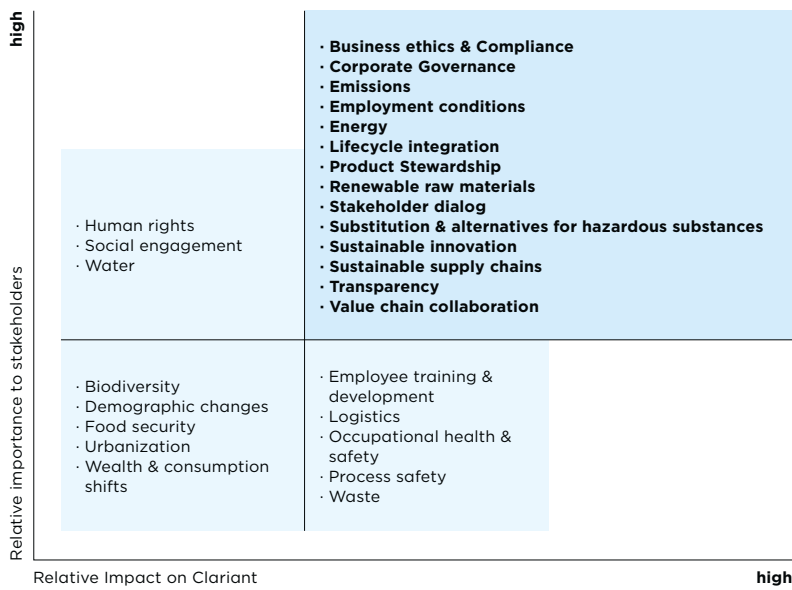 high
Relative importance to stakeholders
· Business ethics & Compliance
· Corporate Governance
· Emissions
· Employment conditions
· Energy
· Lifecycle integration
· Product Stewardship
· Renewable raw materials
· Stakeholder dialog
· Substitution & alternatives for hazardous substances
· Sustainable innovation
· Sustainable supply chains
· Transparency
· Value chain collaboration
· Human rights
· Social engagement
· Water
· Biodiversity
· Demographic changes
· Food security
· Urbanization
· Wealth & consumption
shifts
· Employee training &
development
· Logistics
· Occupational health &
safety
· Process safety
· Waste
Relative Impact on Clariant
high